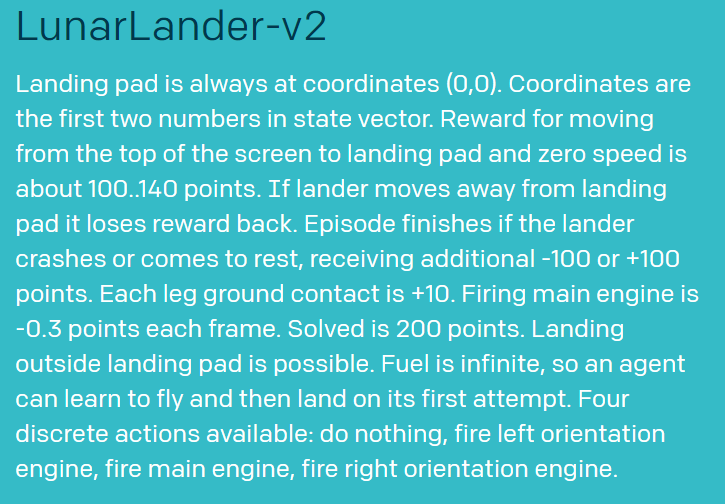 LunarLander-v2
Landing pad is always at coordinates (0,0). Coordinates are
the first two numbers in state vector. Reward for moving
from the top of the screen to landing pad and zero speed is
about 100..140 points. If lander moves away from landing
pad it loses reward back. Episode finishes if the lander
crashes or comes to rest, receiving additional -100 or +100
points. Each leg ground contact is +10. Firing main engine is
-0.3 points each frame. Solved is 200 points. Landing
outside landing pad is possible. Fuel is infinite, so an agent
can learn to fly and then land on its first attempt. Four
discrete actions available: do nothing, fire left orientation
engine, fire main engine, fire right orientation engine.